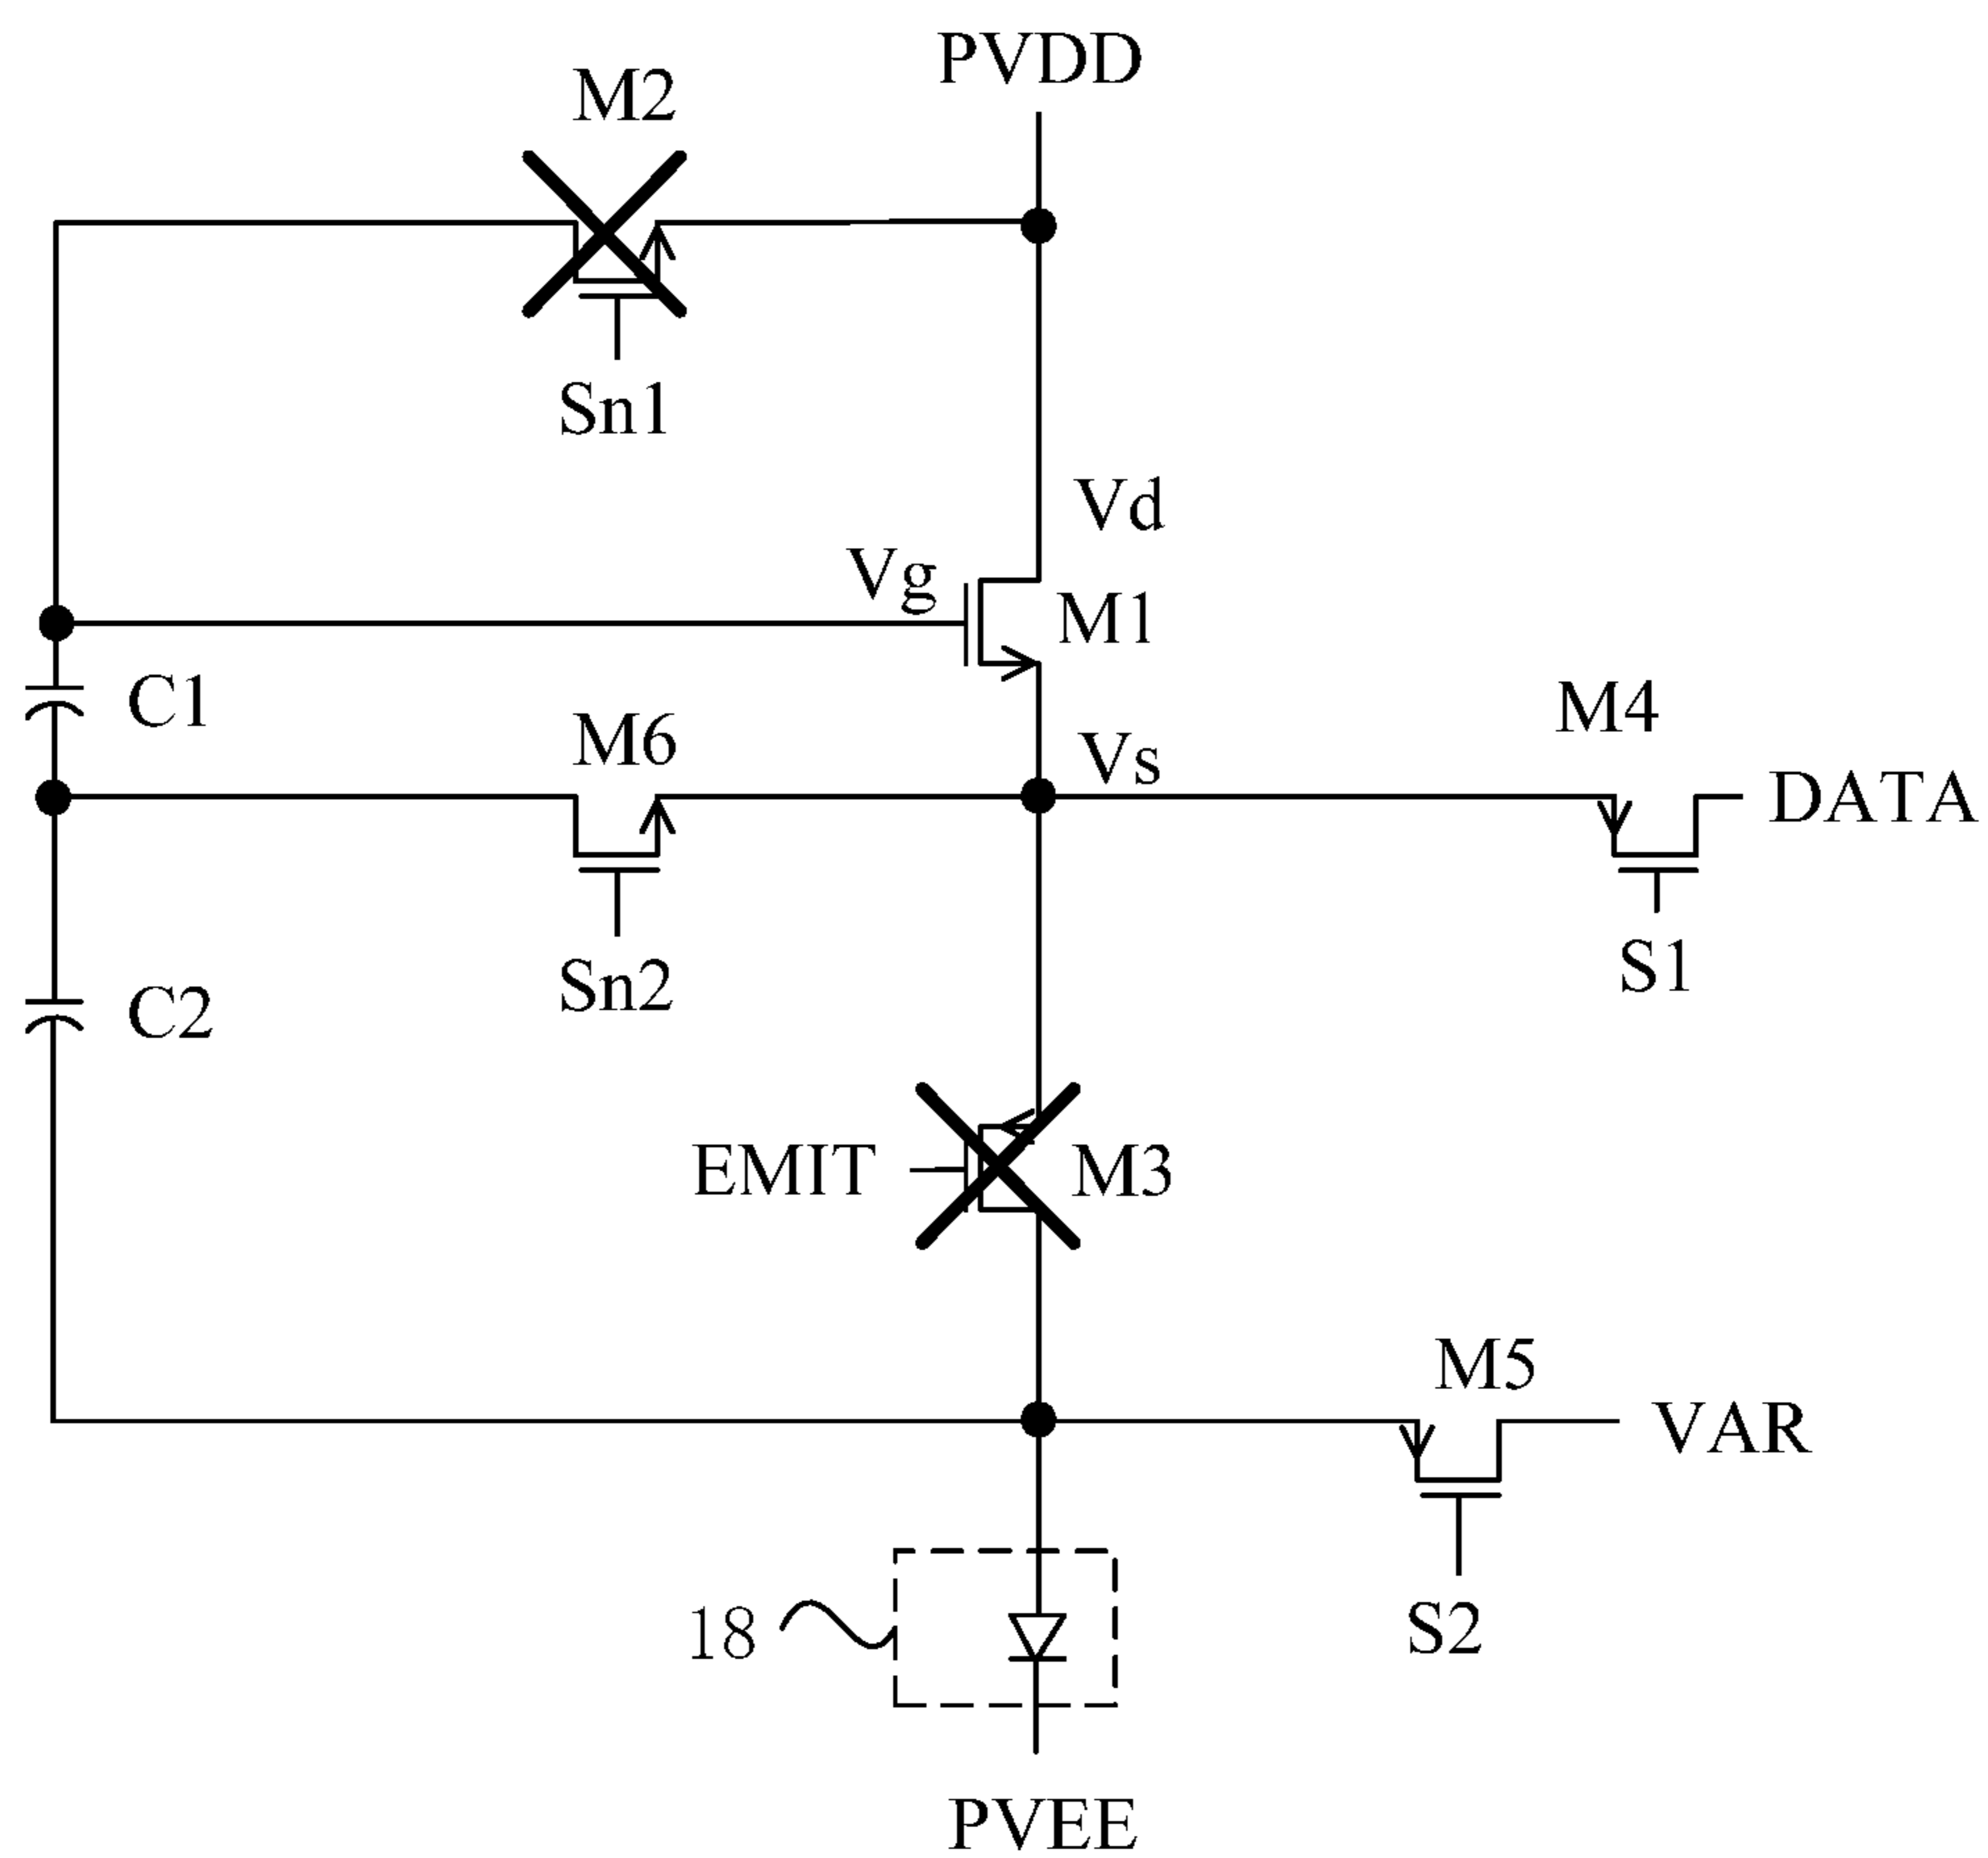 PVDD
M2
Sn1
Vd
Vg
M1
C1
M6
Vs
M4
DATA
Sn2
S1
C2
EMIT
M3
M5
VAR
18
S2
PVEE